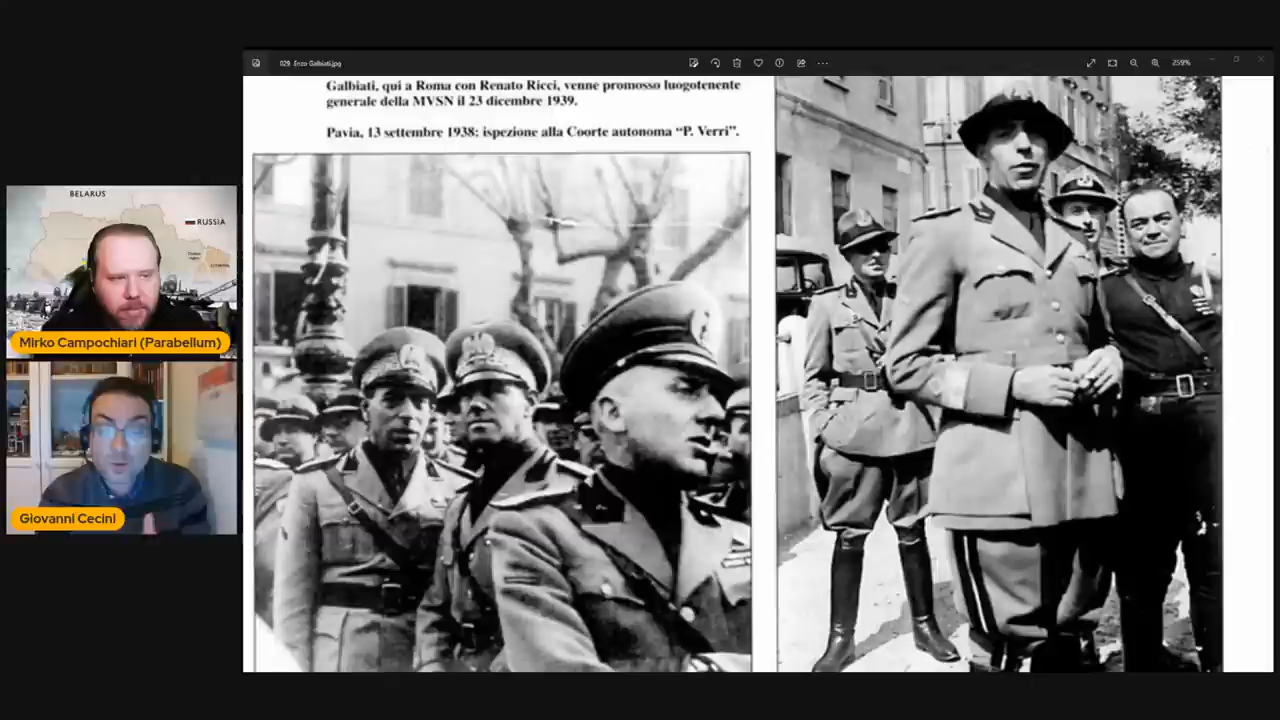 029. Enzo Galbiati.jpg
259%
Galbiati, qui a Roma con Renato Ricci, venne promosso luogotenente
generale della MVSN il 23 dicembre 1939.
Pavia, 13 settembre 1938: ispezione alla Coorte autonoma “P. Verri”.
BELARUS
RUSSIA
Mirko Campochiari (Parabellum)
Giovanni Cecini